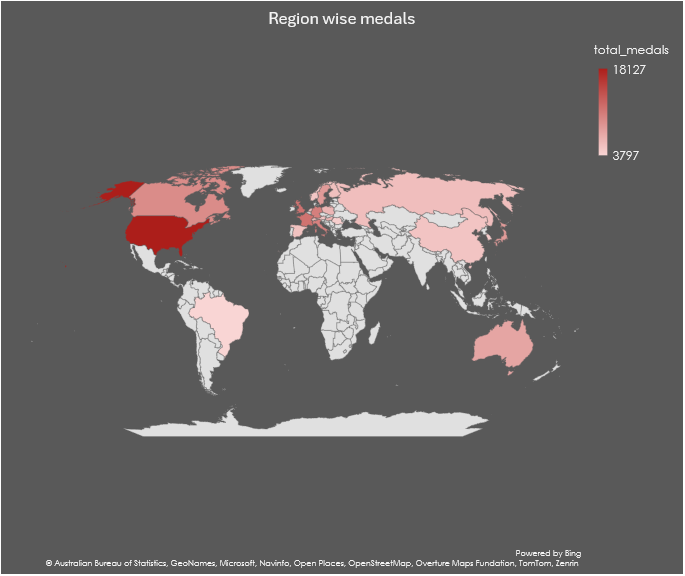 Region wise medals
total_medals
18127
3797
Powered by Bing
© Australian Bureau of Statistics, GeoNames, Microsoft, Navinfo, Open Places, OpenStreetMap, Overture Maps Fundation, TomTom, Zenrin